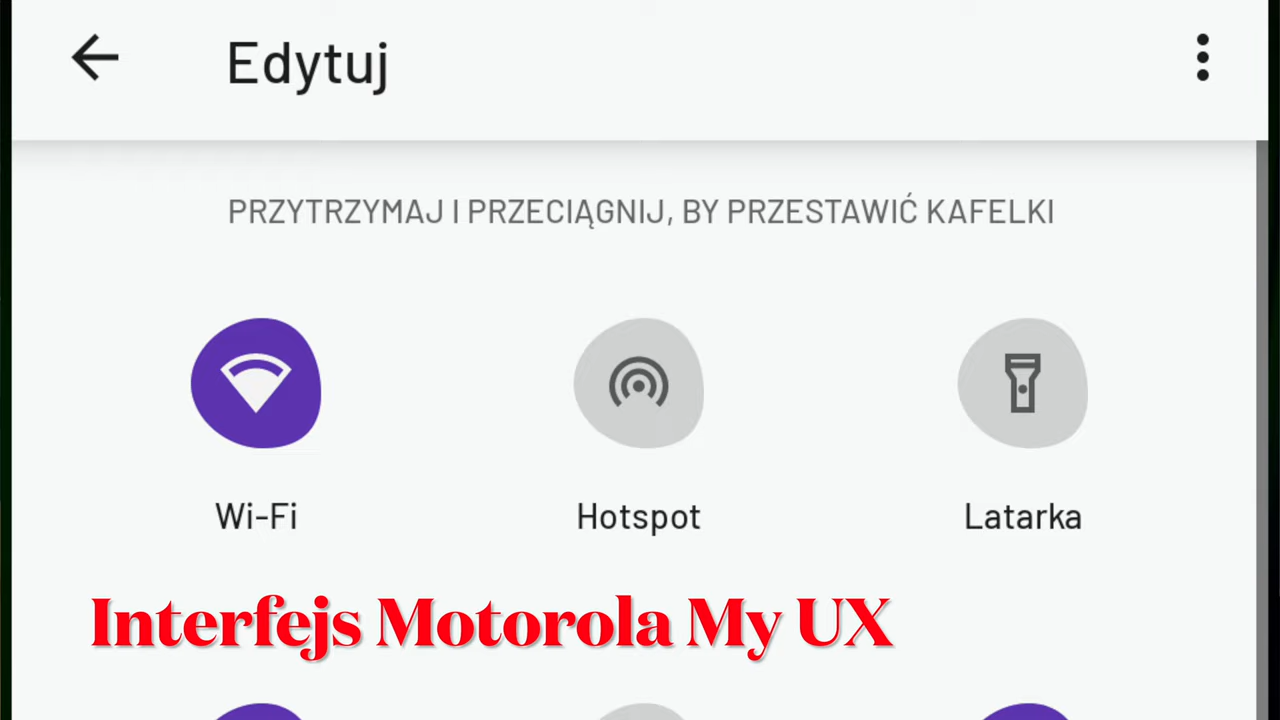 Edytuj
PRZYTRZYMAJ I PRZECIĄGNIJ, BY PRZESTAWIĆ KAFELKI
Wi-Fi
Hotspot
Latarka
Interfejs Motorola My UX